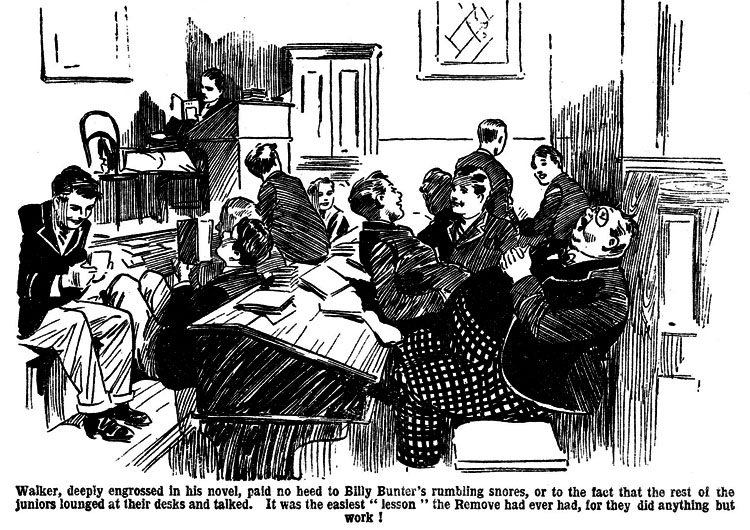 Walker, deeply engrossed in his novel, paid no heed to Billy Bunter's rumbling snores, or to the fact that the rest of the
juniors lounged at their desks and talked. It was the easiest " lesson " the Remove had ever had, for they did anything but
work !